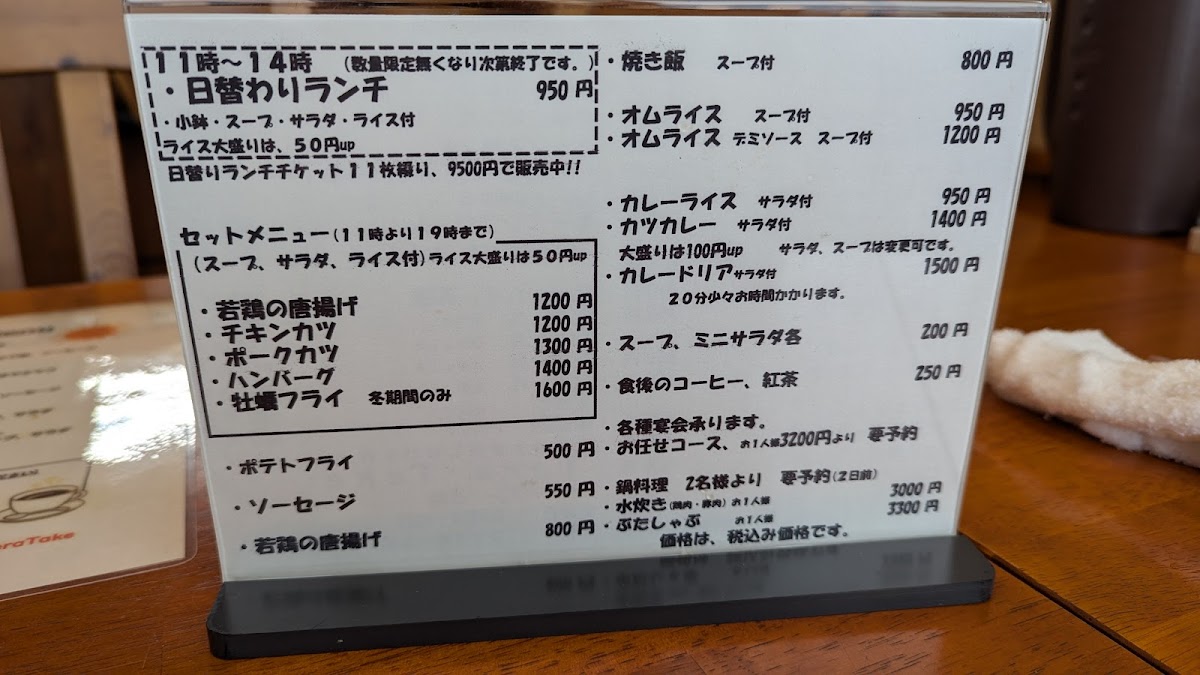 11時～14時 (数量限定無くなり次第終了です。)
・日替わりランチ 950円
・小鉢・スープ・サラダ・ライス付
ライス大盛りは、50円up
日替りランチチケット11枚綴り、9500円で販売中!!
セットメニュー(11時より19時まで)
(スープ、サラダ、ライス付)ライス大盛りは50円up
・若鶏の唐揚げ 1200円
・チキンカツ 1200円
・ポークカツ 1300円
・ハンバーグ 1400円
・牡蠣フライ 冬期間のみ 1600円
・ポテトフライ 500円
・ソーセージ 550円
・若鶏の唐揚げ 800円
・焼き飯 スープ付 800円
・オムライス スープ付 950円
・オムライス デミソース スープ付 1200円
・カレーライス サラダ付 950円
・カツカレー サラダ付 1400円
大盛りは100円up サラダ、スープは変更可です。
・カレードリア サラダ付 1500円
20分少々お時間かかります。
・スープ、ミニサラダ各 200円
・食後のコーヒー、紅茶 250円
・各種宴会承ります。
・お任せコース、お1人様3200円より 要予約
・鍋料理 2名様より 要予約(2日前)
・水炊き(鶏肉・豚肉)お1人様 3000円
・ぶたしゃぶ お1人様 3300円
価格は、税込み価格です。
raTake